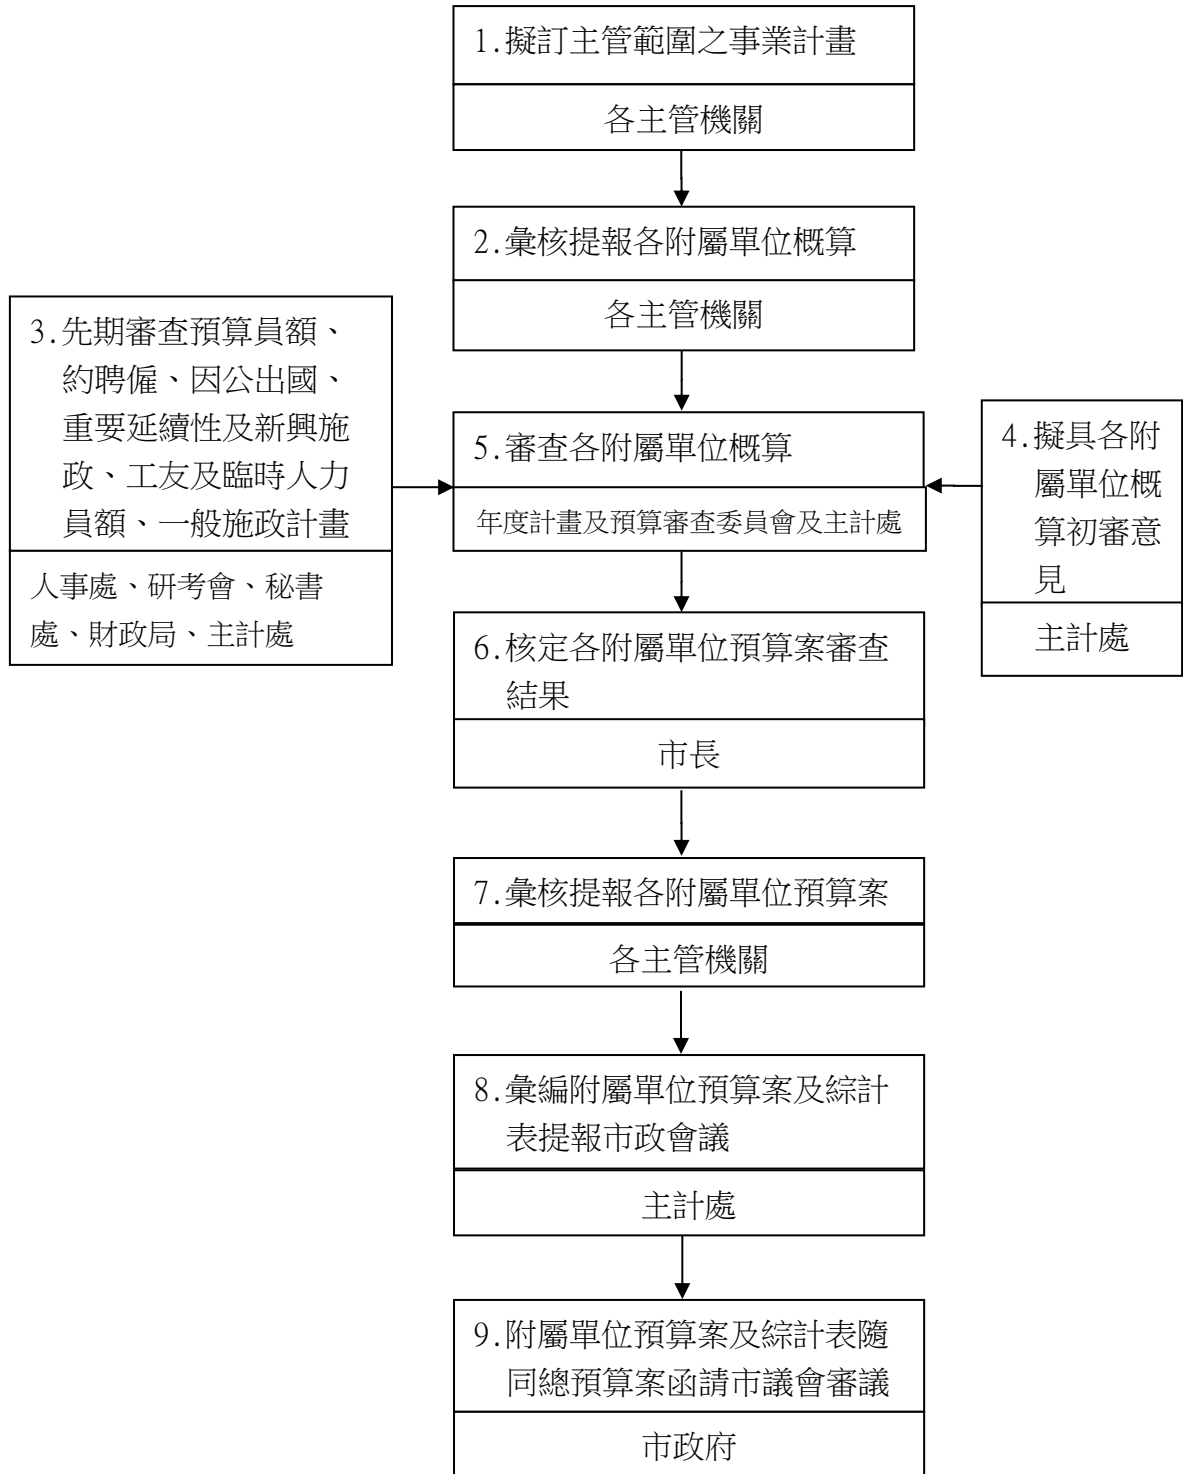 1.擬訂主管範圍之事業計畫
各主管機關
2.彙核提報各附屬單位概算
各主管機關
3.先期審查預算員額、
約聘僱、因公出國、
重要延續性及新興施
政、工友及臨時人力
員額、一般施政計畫
人事處、研考會、秘書
處、財政局、主計處
4.擬具各附
屬單位概
算初審意
見
主計處
5.審查各附屬單位概算
年度計畫及預算審查委員會及主計處
6.核定各附屬單位預算案審查
結果
市長
7.彙核提報各附屬單位預算案
各主管機關
8.彙編附屬單位預算案及綜計
表提報市政會議
主計處
9.附屬單位預算案及綜計表隨
同總預算案函請市議會審議
市政府